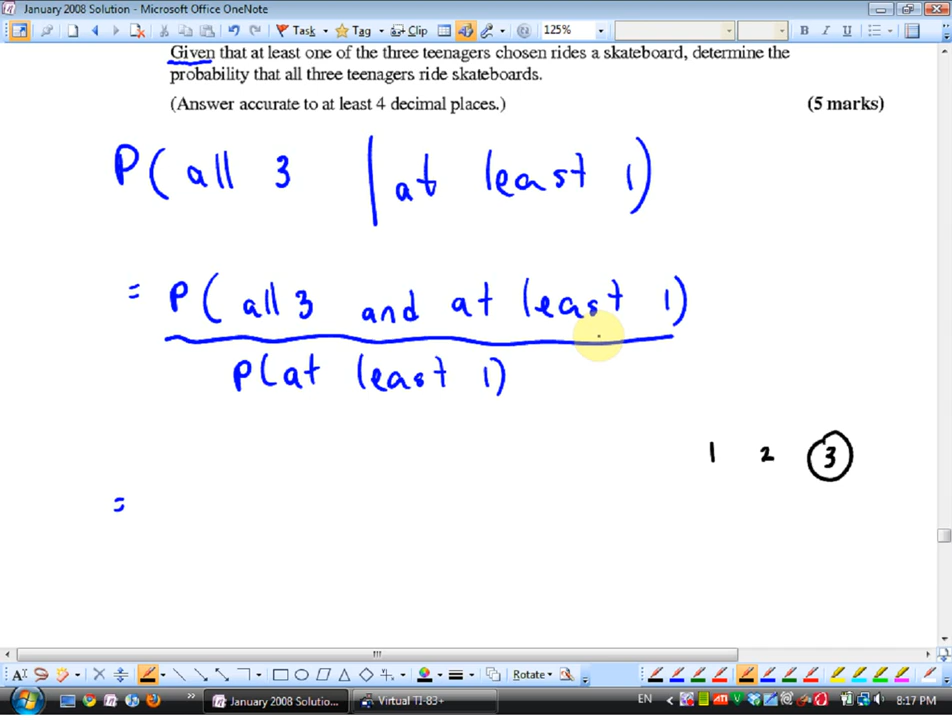 January 2008 Solution - Microsoft Office OneNote
Task Tag Clip 125% B I U
Given that at least one of the three teenagers chosen rides a skateboard, determine the
probability that all three teenagers ride skateboards.
(Answer accurate to at least 4 decimal places.) (5 marks)
P( all 3 | at least 1)
= P( all 3 and at least 1)
P(at least 1)
1 2 3
=
Rotate
January 2008 Solutio... Virtual TI-83+ EN 8:17 PM